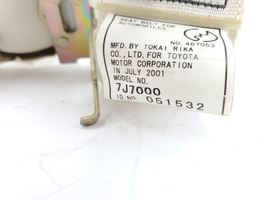 SEAT BELT FOR
AUTOMOBILES
NO. 467053
MFD. BY TOKAI RIKA
CO., LTD. FOR TOYOTA
MOTOR CORPORATION
IN JULY 2001
MODEL NO.
7J7000
ID NO. 051532